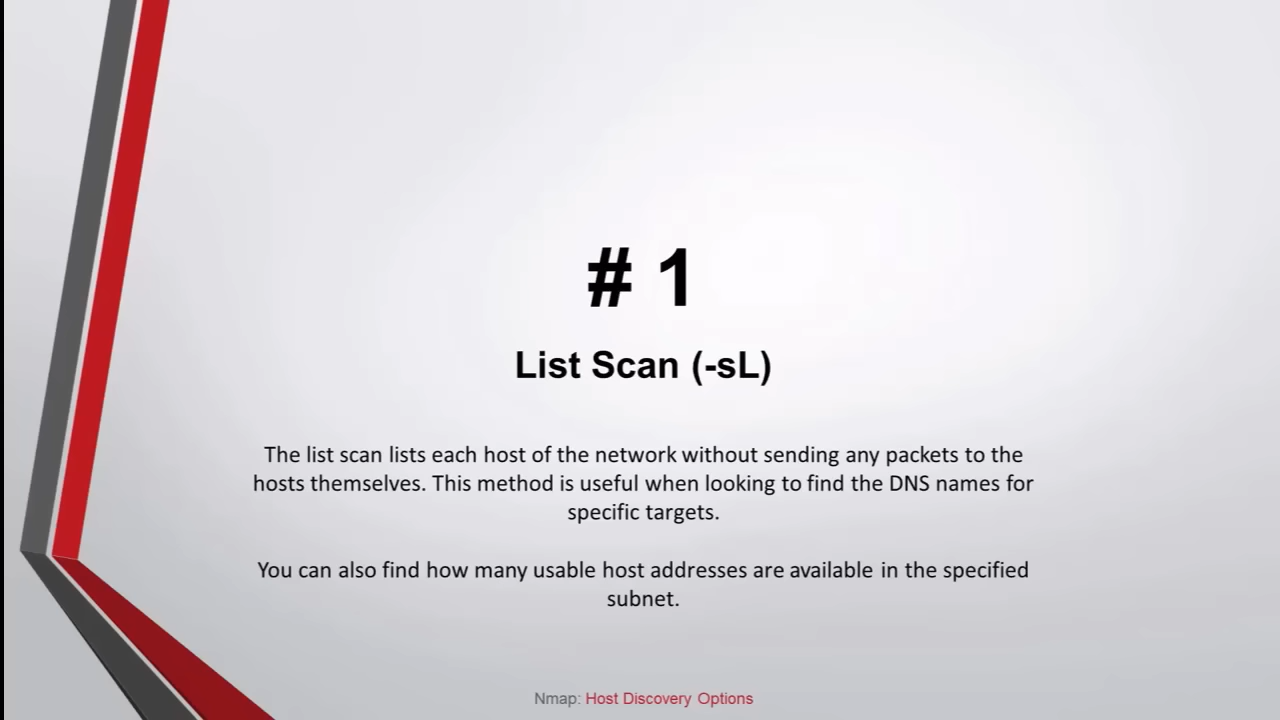 # 1
List Scan (-sL)
The list scan lists each host of the network without sending any packets to the
hosts themselves. This method is useful when looking to find the DNS names for
specific targets.
You can also find how many usable host addresses are available in the specified
subnet.
Nmap: Host Discovery Options